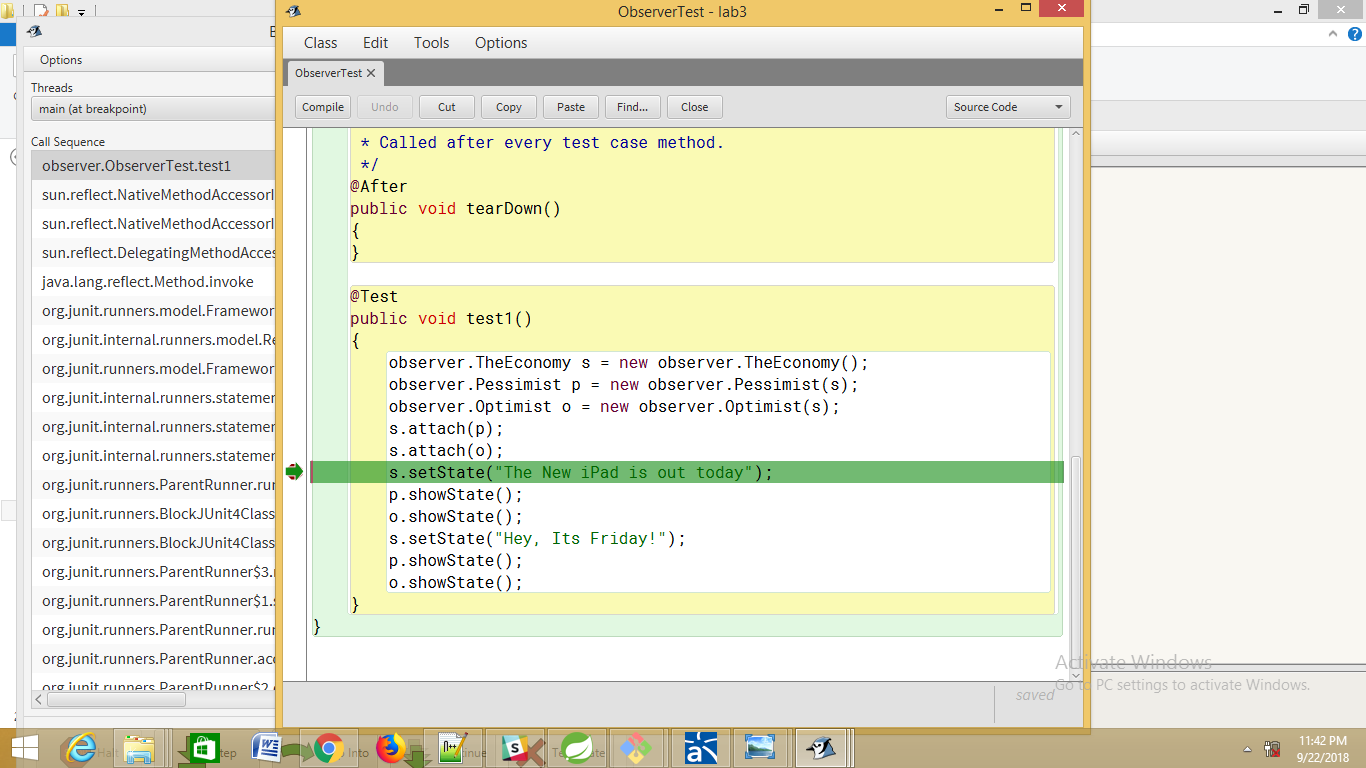 ObserverTest - lab3
Options
Threads
main (at breakpoint)
Call Sequence
observer.ObserverTest.test1
sun.reflect.NativeMethodAccessorI
sun.reflect.NativeMethodAccessorI
sun.reflect.DelegatingMethodAcces
java.lang.reflect.Method.invoke
org.junit.runners.model.Framewor
org.junit.internal.runners.model.Re
org.junit.runners.model.Framewor
org.junit.internal.runners.statemer
org.junit.internal.runners.statemer
org.junit.internal.runners.statemer
org.junit.runners.ParentRunner.rur
org.junit.runners.BlockJUnit4Class
org.junit.runners.BlockJUnit4Class
org.junit.runners.ParentRunner$3.r
org.junit.runners.ParentRunner$1.s
org.junit.runners.ParentRunner.rur
org.junit.runners.ParentRunner.acc
org.junit.runners.ParentRunner$2.
Class Edit Tools Options
ObserverTest
Compile Undo Cut Copy Paste Find... Close Source Code
* Called after every test case method.
*/
@After
public void tearDown()
{
}
@Test
public void test1()
{
observer.TheEconomy s = new observer.TheEconomy();
observer.Pessimist p = new observer.Pessimist(s);
observer.Optimist o = new observer.Optimist(s);
s.attach(p);
s.attach(o);
s.setState("The New iPad is out today");
p.showState();
o.showState();
s.setState("Hey, Its Friday!");
p.showState();
o.showState();
}
}
saved
Activate Windows
Go to PC settings to activate Windows.
11:42 PM
9/22/2018